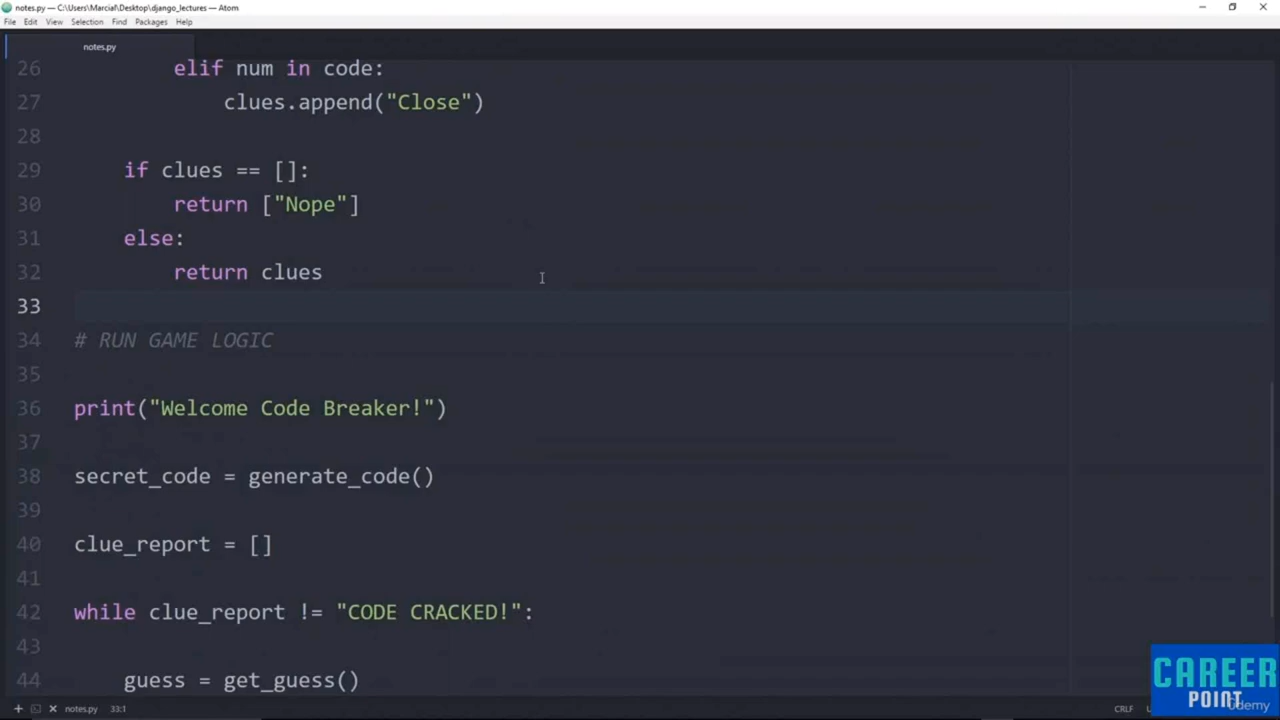 notes.py — C:\Users\Marcial\Desktop\django_lectures — Atom
File Edit View Selection Find Packages Help
notes.py
26 elif num in code:
27 clues.append("Close")
28
29 if clues == []:
30 return ["Nope"]
31 else:
32 return clues
33
34 # RUN GAME LOGIC
35
36 print("Welcome Code Breaker!")
37
38 secret_code = generate_code()
39
40 clue_report = []
41
42 while clue_report != "CODE CRACKED!":
43
44 guess = get_guess()
CAREER
POINT
ûdemy
notes.py 33:1 CRLF